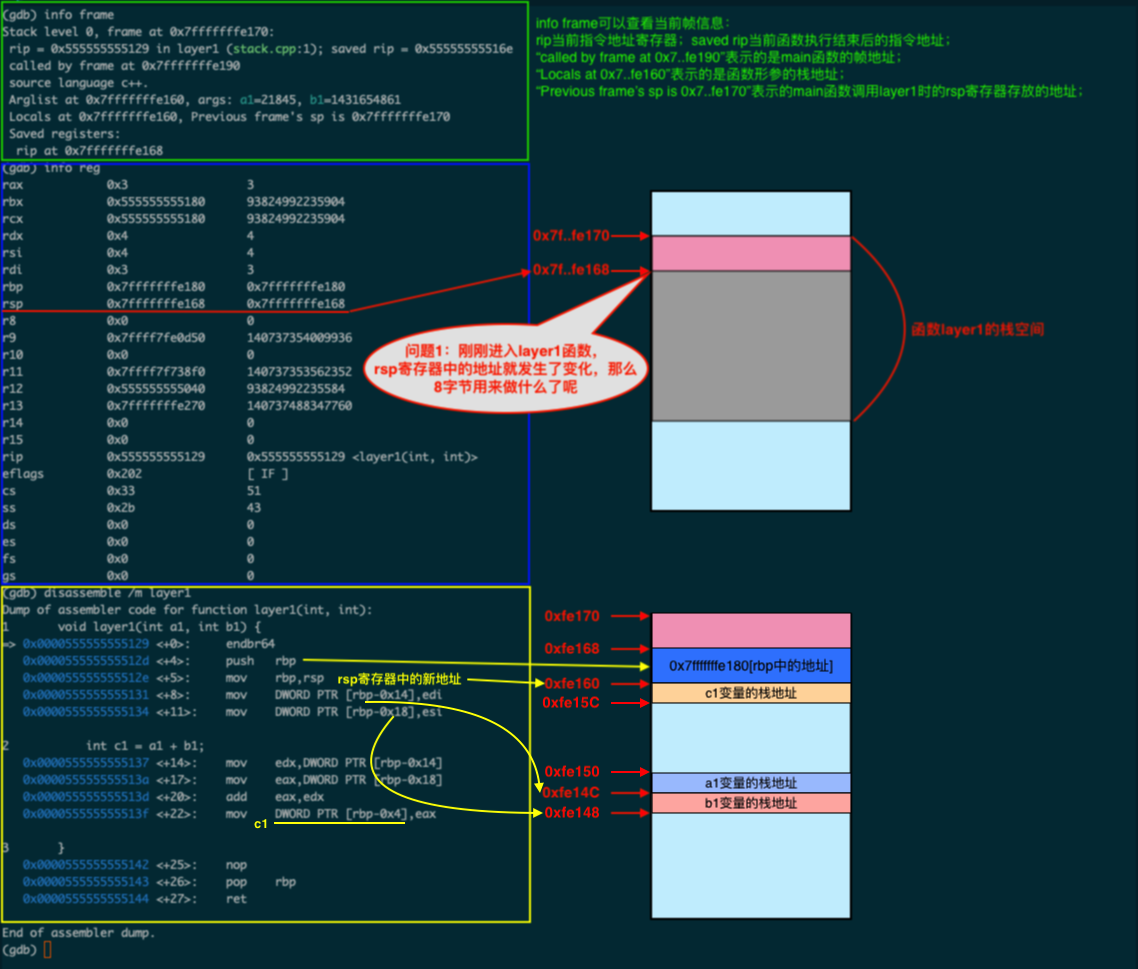 (gdb) info frame
Stack level 0, frame at 0x7fffffffe170:
rip = 0x555555555129 in layer1 (stack.cpp:1); saved rip = 0x55555555516e
called by frame at 0x7fffffffe190
source language c++.
Arglist at 0x7fffffffe160, args: a1=21845, b1=1431654861
Locals at 0x7fffffffe160, Previous frame's sp is 0x7fffffffe170
Saved registers:
rip at 0x7fffffffe168
info frame可以查看当前帧信息：
rip当前指令地址寄存器；saved rip当前函数执行结束后的指令地址；
“called by frame at 0x7..fe190”表示的是main函数的帧地址；
“Locals at 0x7..fe160”表示的是函数形参的栈地址；
“Previous frame’s sp is 0x7..fe170”表示的main函数调用layer1时的rsp寄存器存放的地址；
(gdb) info reg
rax 0x3 3
rbx 0x555555555180 93824992235904
rcx 0x555555555180 93824992235904
rdx 0x4 4
rsi 0x4 4
rdi 0x3 3
rbp 0x7fffffffe180 0x7fffffffe180
rsp 0x7fffffffe168 0x7fffffffe168
r8 0x0 0
r9 0x7ffff7fe0d50 140737354009936
r10 0x0 0
r11 0x7ffff7f738f0 140737353562352
r12 0x555555555040 93824992235584
r13 0x7fffffffe270 140737488347760
r14 0x0 0
r15 0x0 0
rip 0x555555555129 0x555555555129 <layer1(int, int)>
eflags 0x202 [ IF ]
cs 0x33 51
ss 0x2b 43
ds 0x0 0
es 0x0 0
fs 0x0 0
gs 0x0 0
0x7f..fe170
0x7f..fe168
问题1：刚刚进入layer1函数，
rsp寄存器中的地址就发生了变化，那么
8字节用来做什么了呢
函数layer1的栈空间
(gdb) disassemble /m layer1
Dump of assembler code for function layer1(int, int):
1 void layer1(int a1, int b1) {
=> 0x0000555555555129 <+0>: endbr64
0x000055555555512d <+4>: push rbp
0x000055555555512e <+5>: mov rbp,rsp
0x0000555555555131 <+8>: mov DWORD PTR [rbp-0x14],edi
0x0000555555555134 <+11>: mov DWORD PTR [rbp-0x18],esi
2 int c1 = a1 + b1;
0x0000555555555137 <+14>: mov edx,DWORD PTR [rbp-0x14]
0x000055555555513a <+17>: mov eax,DWORD PTR [rbp-0x18]
0x000055555555513d <+20>: add eax,edx
0x000055555555513f <+22>: mov DWORD PTR [rbp-0x4],eax
c1
3 }
0x0000555555555142 <+25>: nop
0x0000555555555143 <+26>: pop rbp
0x0000555555555144 <+27>: ret
End of assembler dump.
(gdb)
rsp寄存器中的新地址
0xfe170
0xfe168
0x7fffffffe180[rbp中的地址]
0xfe160
c1变量的栈地址
0xfe15C
0xfe150
a1变量的栈地址
0xfe14C
b1变量的栈地址
0xfe148